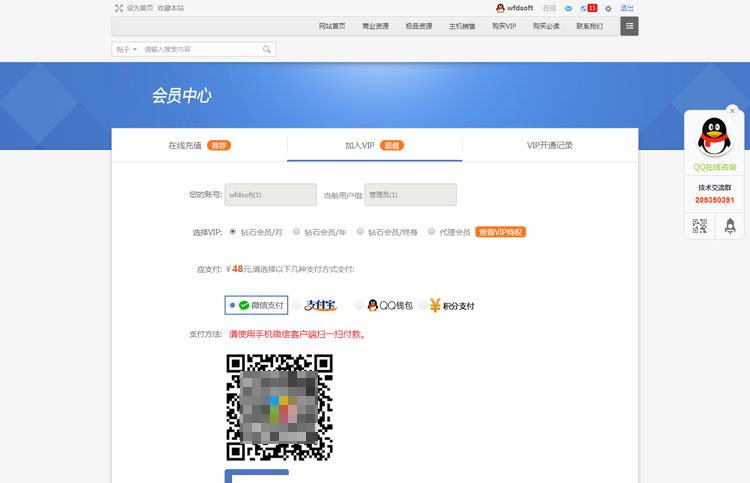 设为首页 收藏本站
wfdsoft 在线 13 退出
网站首页 商业资源 极品资源 主机销售 购买VIP 购买必读 联系我们
帖子 请输入搜索内容
会员中心
在线充值 推荐 加入VIP 超值 VIP开通记录
您的账号: wfdsoft(1) 当前用户组: 管理员(1)
选择VIP: 钻石会员/月 钻石会员/年 钻石会员/终身 代理会员 查看VIP特权
应支付: ¥48元,请选择以下几种支付方式支付:
微信支付 支付宝 QQ钱包 积分支付
支付方法: 请使用手机微信客户端扫一扫付款。
QQ在线咨询
技术交流群
209350391